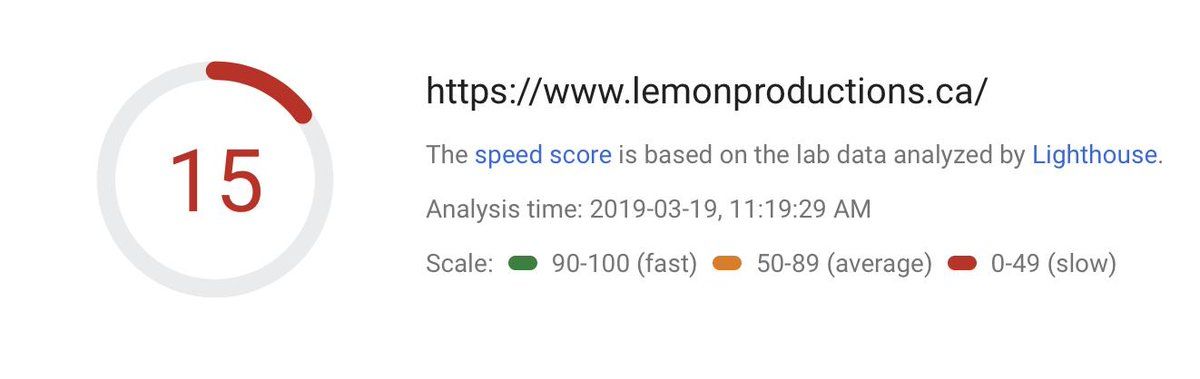 15
https://www.lemonproductions.ca/
The speed score is based on the lab data analyzed by Lighthouse.
Analysis time: 2019-03-19, 11:19:29 AM
Scale: 90-100 (fast) 50-89 (average) 0-49 (slow)